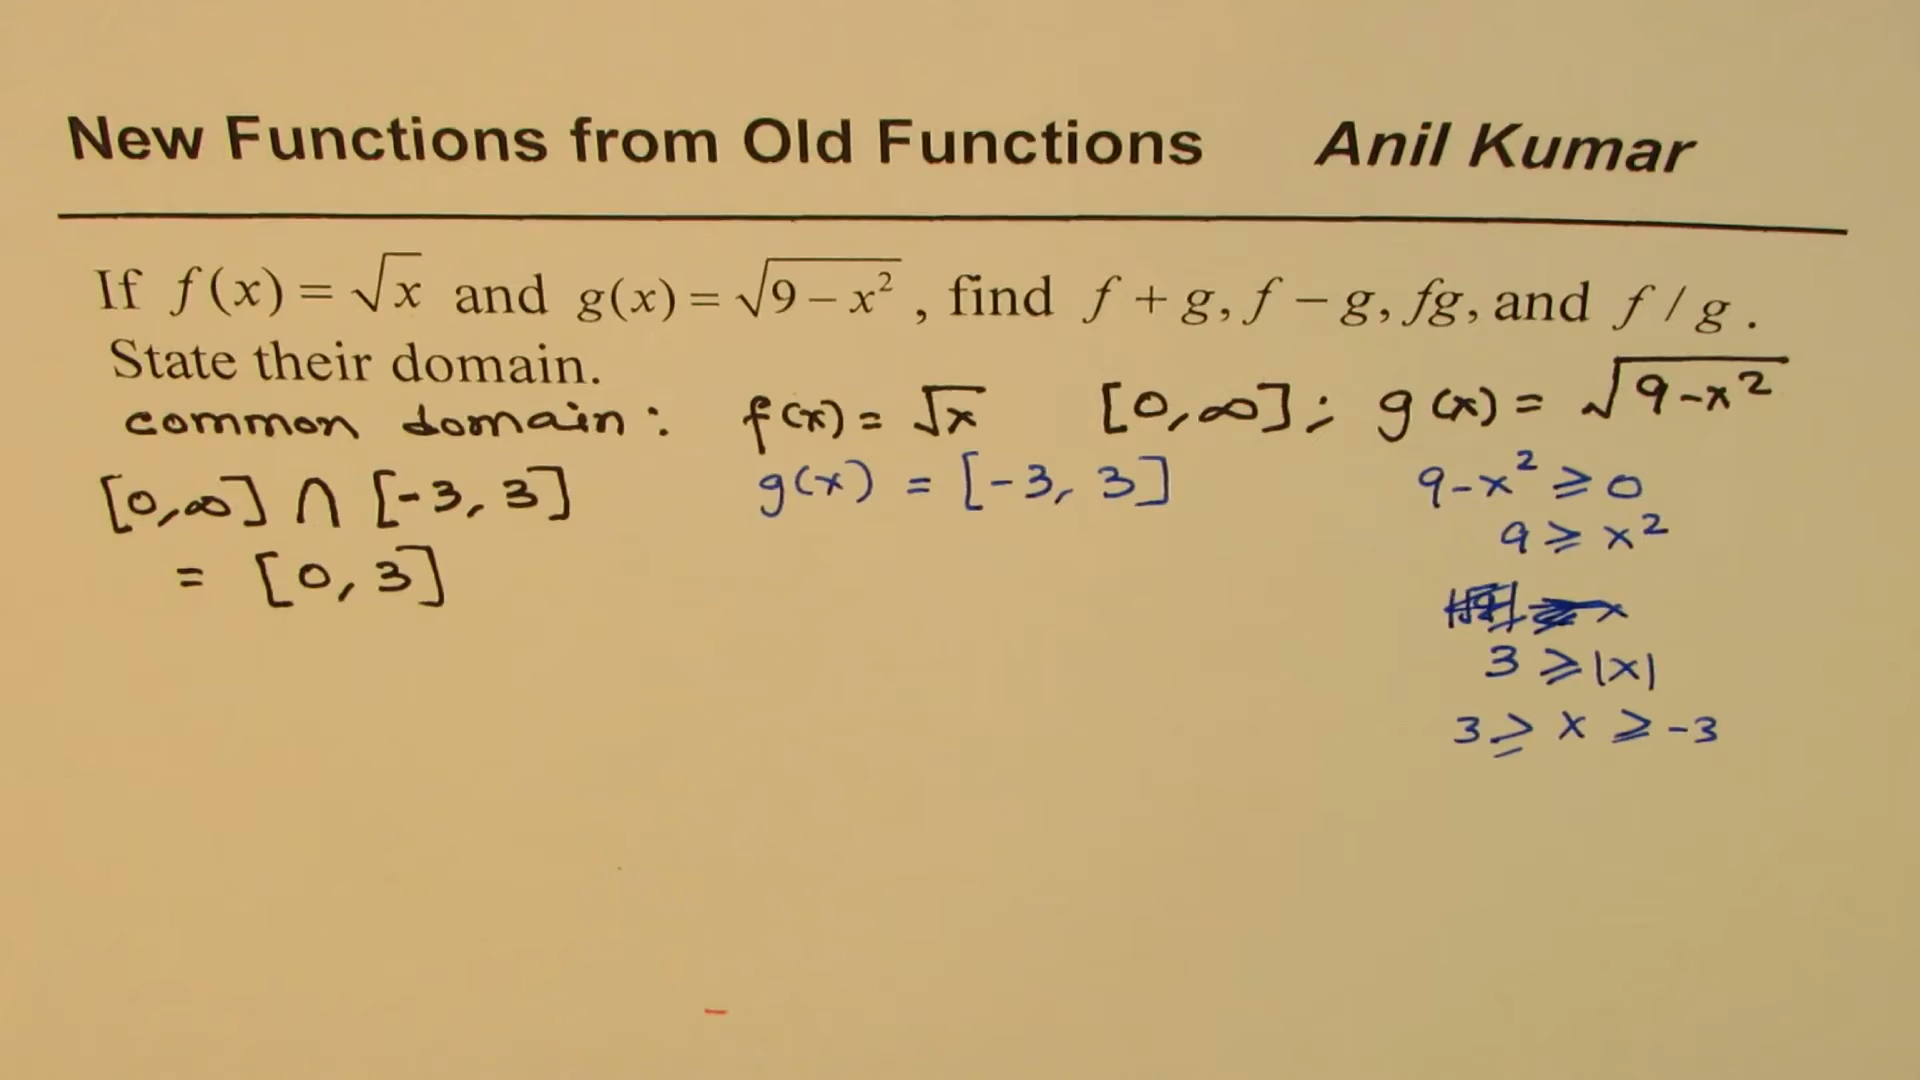 New Functions from Old Functions Anil Kumar
If f(x) = √x and g(x) = √(9 − x²), find f + g, f − g, fg, and f / g.
State their domain.
common domain: f(x) = √x [0, ∞]; g(x) = √(9-x²)
[0, ∞] ∩ [-3, 3] g(x) = [-3, 3] 9-x² ≥ 0
9 ≥ x²
= [0, 3]
x
3 ≥ |x|
3 ≥ x ≥ -3